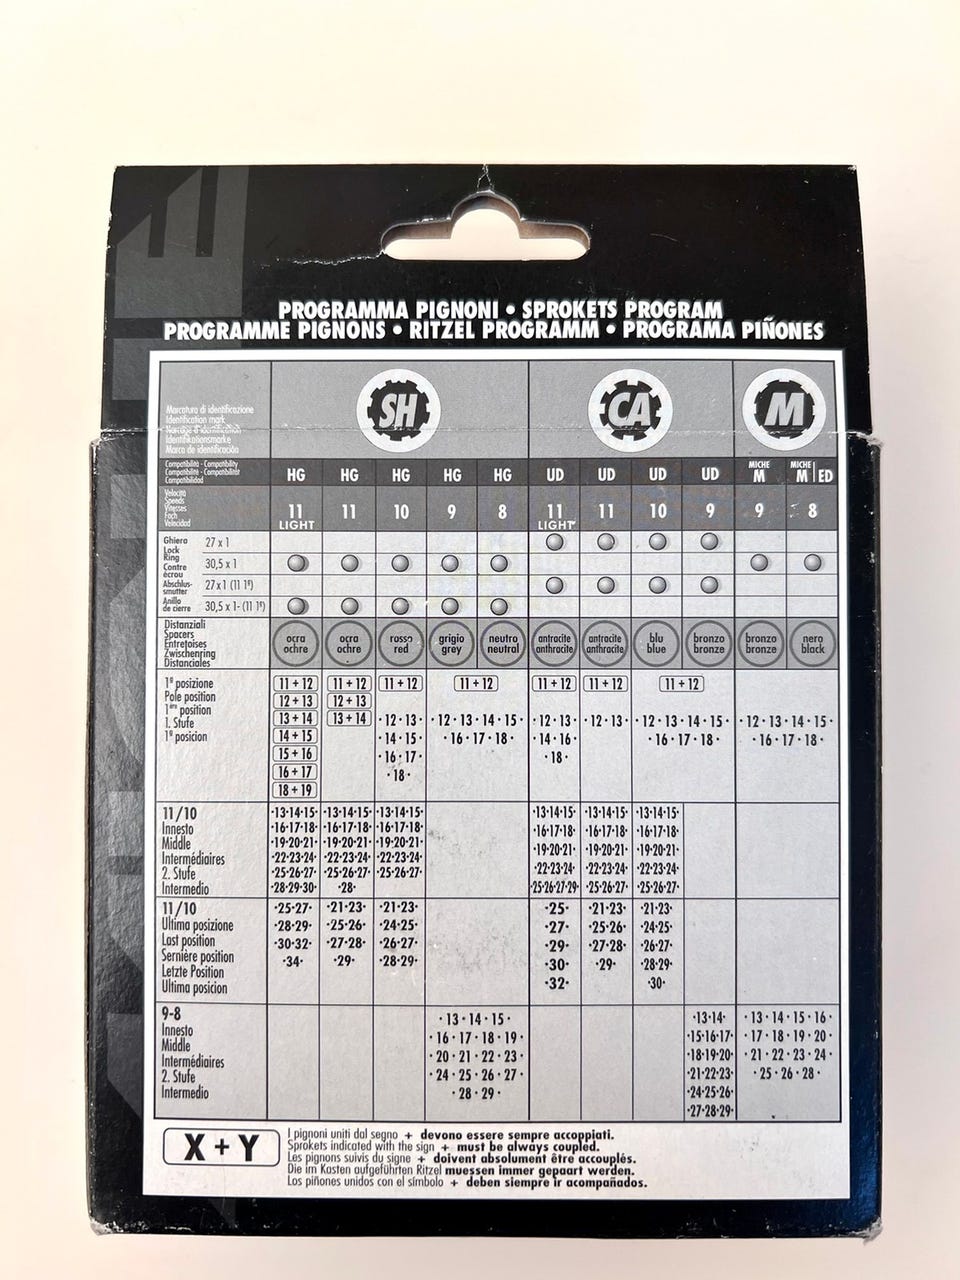 PROGRAMMA PIGNONI • SPROKETS PROGRAM
PROGRAMME PIGNONS • RITZEL PROGRAMM • PROGRAMA PIÑONES
Marcatura di identificazione
Identification mark
Marcage d'identification
Identifikationsmarke
Marca de identificación
SH CA M
Compatibilità - Compatibility
Compatibilité - Compatibilität
Compatibilidad
HG HG HG HG HG UD UD UD UD MICHE M MICHE M | ED
Velocità
Speeds
Vitesses
Fach
Velocidad
11 LIGHT 11 10 9 8 11 LIGHT 11 10 9 9 8
Ghiera
Lock
Ring
Contre
écrou
Abschlus-
smutter
Anillo
de cierre
27 x 1
30,5 x 1
27 x 1 (11 1ª)
30,5 x 1- (11 1ª)
Distanziali
Spacers
Entretoises
Zwischenring
Distanciales
ocra ochre
ocra ochre
rosso red
grigio grey
neutro neutral
antracite anthracite
antracite anthracite
blu blue
bronzo bronze
bronzo bronze
nero black
1ª posizione
Pole position
1ère position
1. Stufe
1ª posicion
11 + 12
12 + 13
13 + 14
14 + 15
15 + 16
16 + 17
18 + 19
11 + 12
12 + 13
13 + 14
11 + 12
·12·13·
·14·15·
·16·17·
·18·
11 + 12
·12·13·14·15·
·16·17·18·
11 + 12
·12·13·
·14·16·
·18·
11 + 12
·12·13·
11 + 12
·12·13·14·15·
·16·17·18·
·12·13·14·15·
·16·17·18·
11/10
Innesto
Middle
Intermédiaires
2. Stufe
Intermedio
·13·14·15·
·16·17·18·
·19·20·21·
·22·23·24·
·25·26·27·
·28·29·30·
·13·14·15·
·16·17·18·
·19·20·21·
·22·23·24·
·25·26·27·
·28·
·13·14·15·
·16·17·18·
·19·20·21·
·22·23·24·
·25·26·27·
·13·14·15·
·16·17·18·
·19·20·21·
·22·23·24·
·25·26·27·29·
·13·14·15·
·16·17·18·
·19·20·21·
·22·23·24·
·25·26·27·
·13·14·15·
·16·17·18·
·19·20·21·
·22·23·24·
·25·26·27·
11/10
Ultima posizione
Last position
Sernière position
Letzte Position
Ultima posicion
·25·27·
·28·29·
·30·32·
·34·
·21·23·
·25·26·
·27·28·
·29·
·21·23·
·24·25·
·26·27·
·28·29·
·25·
·27·
·29·
·30·
·32·
·21·23·
·25·26·
·27·28·
·29·
·21·23·
·24·25·
·26·27·
·28·29·
·30·
9-8
Innesto
Middle
Intermédiaires
2. Stufe
Intermedio
·13·14·15·
·16·17·18·19·
·20·21·22·23·
·24·25·26·27·
·28·29·
·13·14·
·15·16·17·
·18·19·20·
·21·22·23·
·24·25·26·
·27·28·29·
·13·14·15·16·
·17·18·19·20·
·21·22·23·24·
·25·26·28·
X + Y
I pignoni uniti dal segno + devono essere sempre accoppiati.
Sprokets indicated with the sign + must be always coupled.
Les pignons suivis du signe + doivent absolument être accouplés.
Die im Kasten aufgeführten Ritzel muessen immer gepaart werden.
Los piñones unidos con el símbolo + deben siempre ir acompañados.